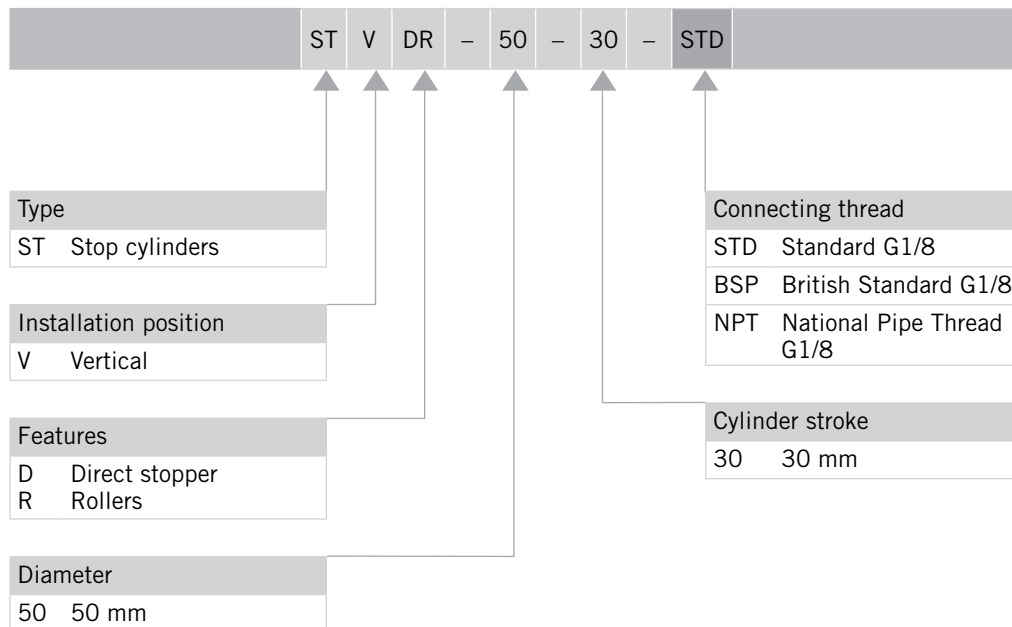 ST V DR – 50 – 30 – STD
Type
ST Stop cylinders
Installation position
V Vertical
Features
D Direct stopper
R Rollers
Diameter
50 50 mm
Connecting thread
STD Standard G1/8
BSP British Standard G1/8
NPT National Pipe Thread
G1/8
Cylinder stroke
30 30 mm